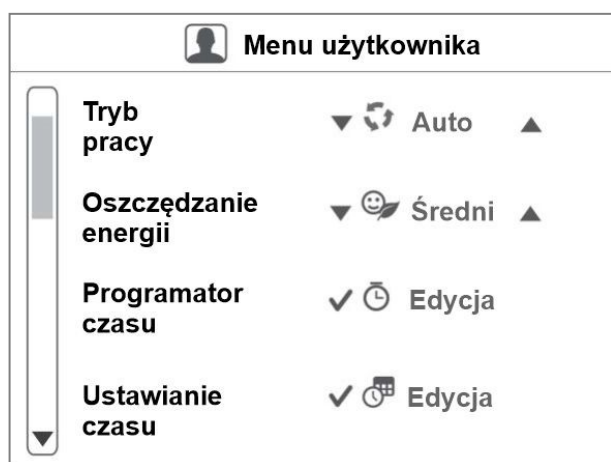 Menu użytkownika
Tryb
pracy
Auto
Oszczędzanie
energii
Średni
Programator
czasu
Edycja
Ustawianie
czasu
Edycja